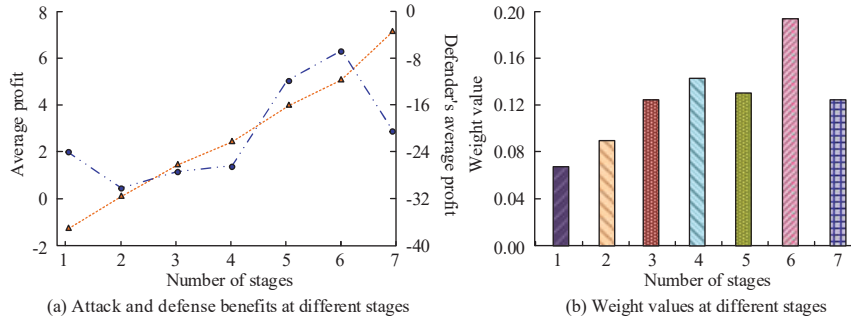 8
6
4
2
0
-2
Average profit
0
-8
-16
-24
-32
-40
Defender's average profit
1 2 3 4 5 6 7
Number of stages
(a) Attack and defense benefits at different stages
0.20
0.16
0.12
0.08
0.04
0.00
Weight value
1 2 3 4 5 6 7
Number of stages
(b) Weight values at different stages